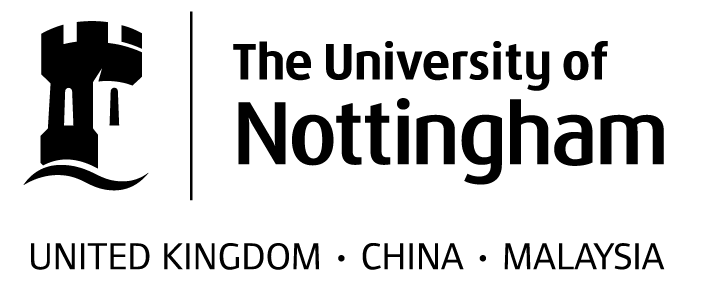 The University of
Nottingham
UNITED KINGDOM · CHINA · MALAYSIA